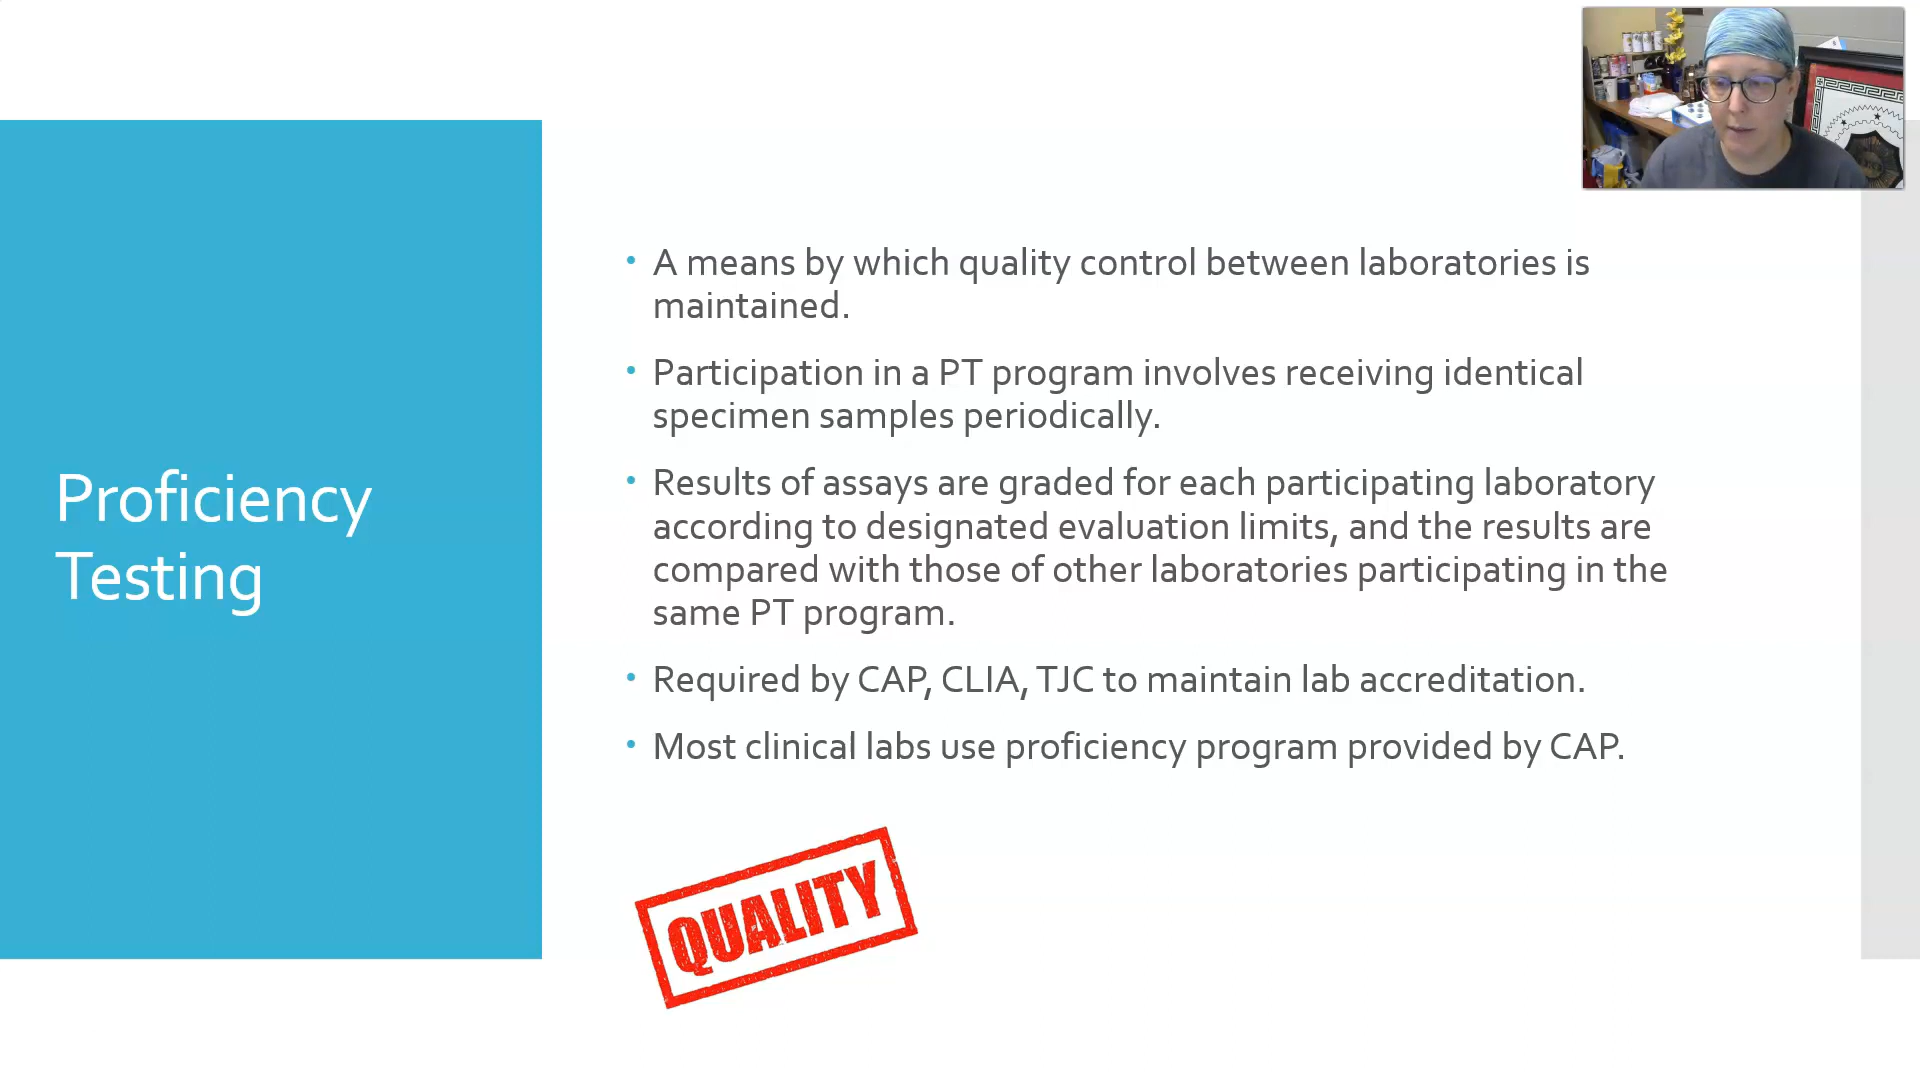 Proficiency
Testing
• A means by which quality control between laboratories is
maintained.
• Participation in a PT program involves receiving identical
specimen samples periodically.
• Results of assays are graded for each participating laboratory
according to designated evaluation limits, and the results are
compared with those of other laboratories participating in the
same PT program.
• Required by CAP, CLIA, TJC to maintain lab accreditation.
• Most clinical labs use proficiency program provided by CAP.
QUALITY